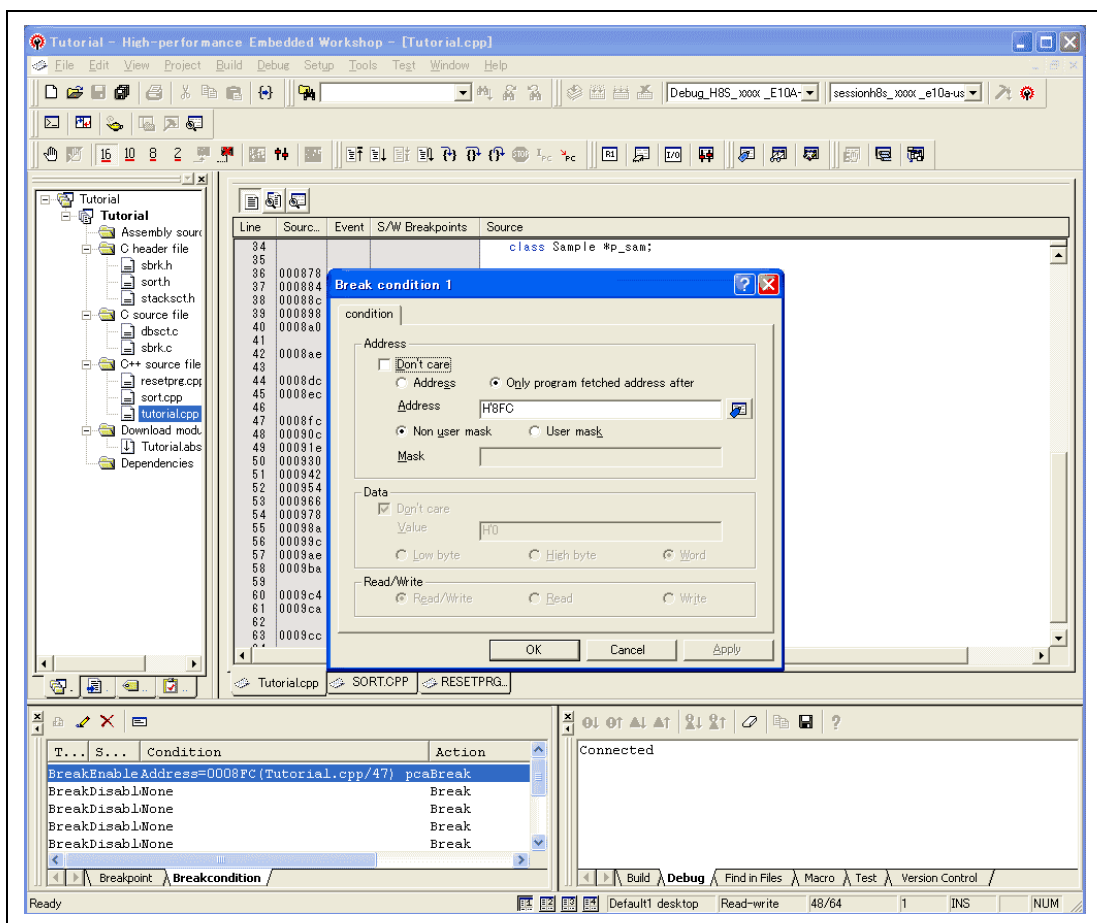 Tutorial - High-performance Embedded Workshop - [Tutorial.cpp]
File Edit View Project Build Debug Setup Tools Test Window Help
Debug_H8S_xxxx_E10A- sessionh8s_xxxx_e10a-us
16 10 8 2
Tutorial
Tutorial
Assembly sour
C header file
sbrk.h
sort.h
stacksct.h
C source file
dbsct.c
sbrk.c
C++ source file
resetprg.cpp
sort.cpp
tutorial.cpp
Download modu
Tutorial.abs
Dependencies
Line Sourc... Event S/W Breakpoints Source
34 class Sample *p_sam;
35
36 000878
37 000884
38 00088c
39 000898
40 0008a0
41
42 0008ae
43
44 0008dc
45 0008ec
46
47 0008fc
48 00090c
49 00091e
50 000930
51 000942
52 000954
53 000966
54 000978
55 00098a
56 00099c
57 0009ae
58 0009ba
59
60 0009c4
61 0009ca
62
63 0009cc
Break condition 1
condition
Address
Don't care
Address Only program fetched address after
Address H'8FC
Non user mask User mask
Mask
Data
Don't care
Value H'0
Low byte High byte Word
Read/Write
Read/Write Read Write
OK Cancel Apply
Tutorial.cpp SORT.CPP RESETPRG...
T... S... Condition Action
BreakEnable Address=0008FC(Tutorial.cpp/47) pcaBreak
BreakDisabl None Break
BreakDisabl None Break
BreakDisabl None Break
BreakDisabl None Break
Breakpoint Breakcondition
Connected
Build Debug Find in Files Macro Test Version Control
Ready Default1 desktop Read-write 48/64 1 INS NUM